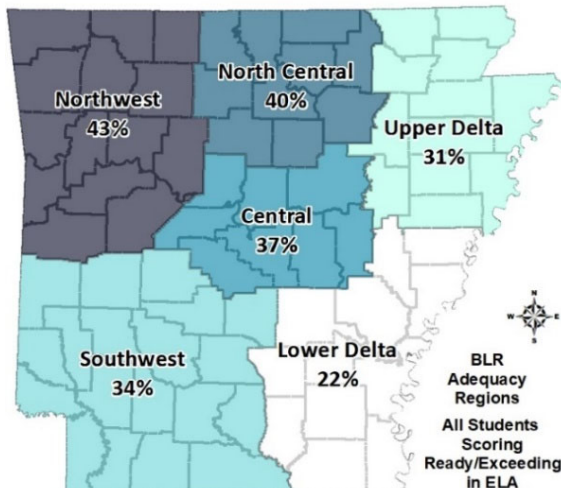 North Central
40%
Northwest
43%
Upper Delta
31%
Central
37%
Southwest
34%
Lower Delta
22%
N
W
E
S
BLR
Adequacy
Regions
All Students
Scoring
Ready/Exceeding
in ELA